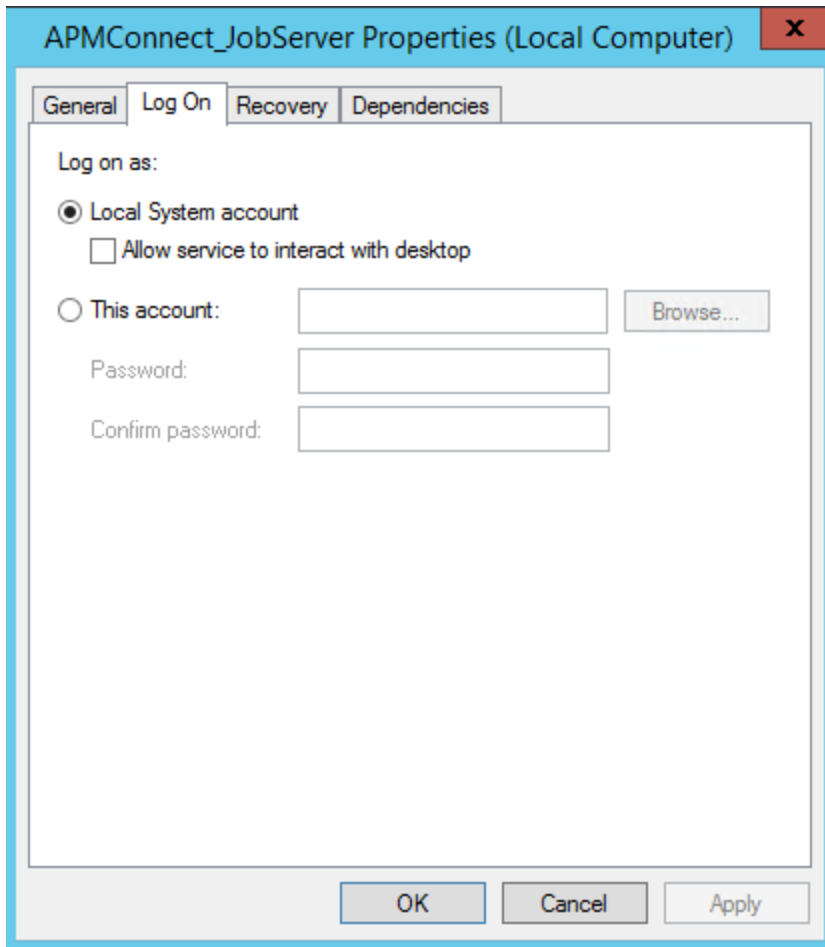 APMConnect_JobServer Properties (Local Computer)
x
General Log On Recovery Dependencies
Log on as:
Local System account
Allow service to interact with desktop
This account: Browse...
Password:
Confirm password:
OK Cancel Apply